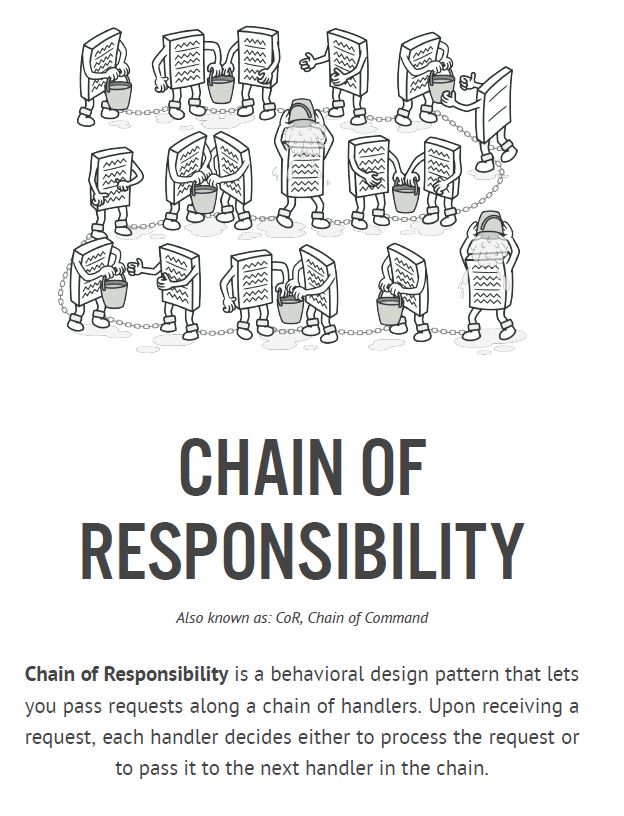 CHAIN OF
RESPONSIBILITY
Also known as: CoR, Chain of Command
Chain of Responsibility is a behavioral design pattern that lets
you pass requests along a chain of handlers. Upon receiving a
request, each handler decides either to process the request or
to pass it to the next handler in the chain.